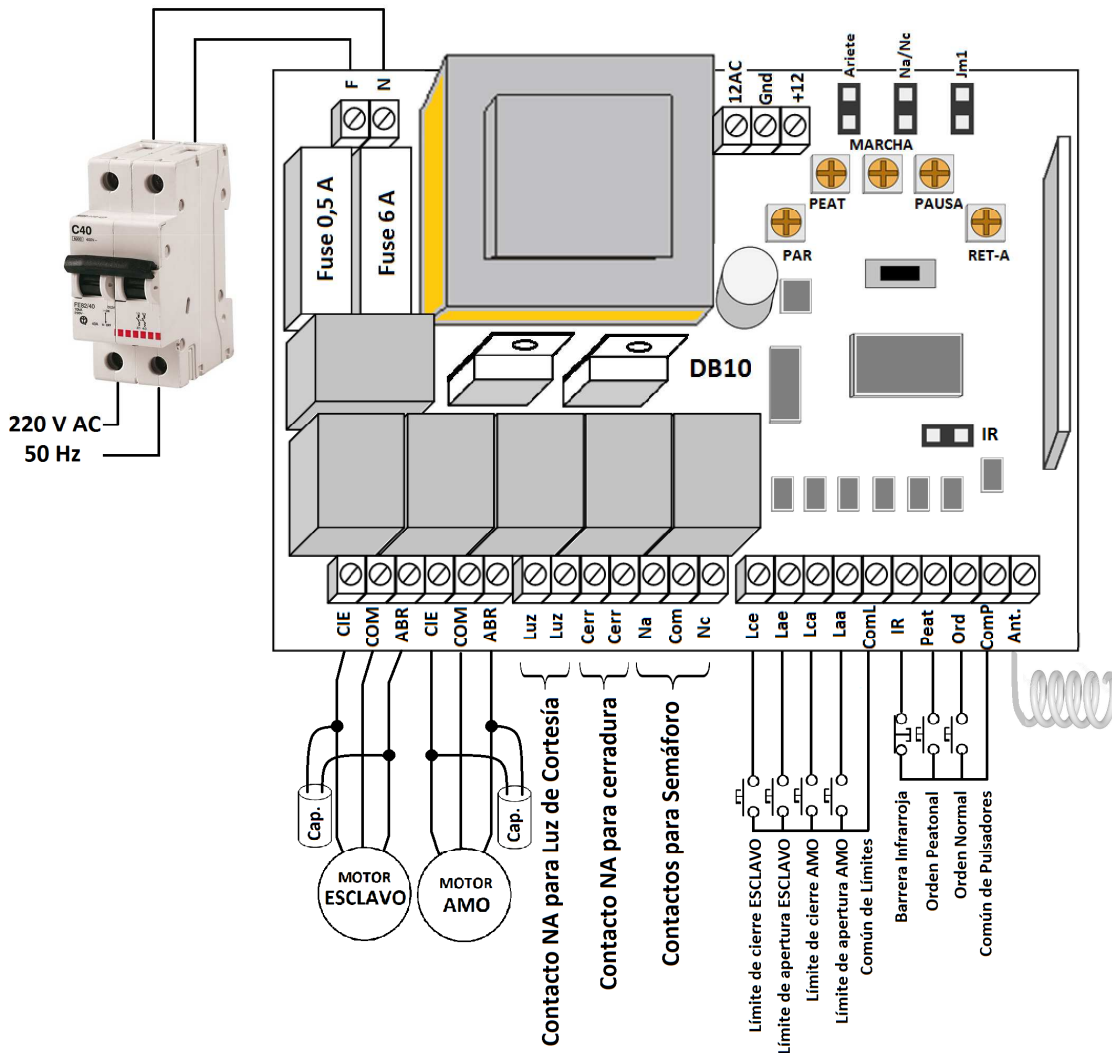 F
N
12AC
Gnd
+12
Ariete
Na/Nc
Jm1
MARCHA
PEAT
PAUSA
PAR
RET-A
Fuse 0,5 A
Fuse 6 A
C40
FE82/40
220 V AC
50 Hz
DB10
IR
CIE
COM
ABR
CIE
COM
ABR
Luz
Luz
Cerr
Cerr
Na
Com
Nc
Lce
Lae
Lca
Laa
ComL
IR
Peat
Ord
ComP
Ant.
Cap.
Cap.
MOTOR
ESCLAVO
MOTOR
AMO
Contacto NA para Luz de Cortesía
Contacto NA para cerradura
Contactos para Semáforo
Límite de cierre ESCLAVO
Límite de apertura ESCLAVO
Límite de cierre AMO
Límite de apertura AMO
Común de Límites
Barrera Infrarroja
Orden Peatonal
Orden Normal
Común de Pulsadores